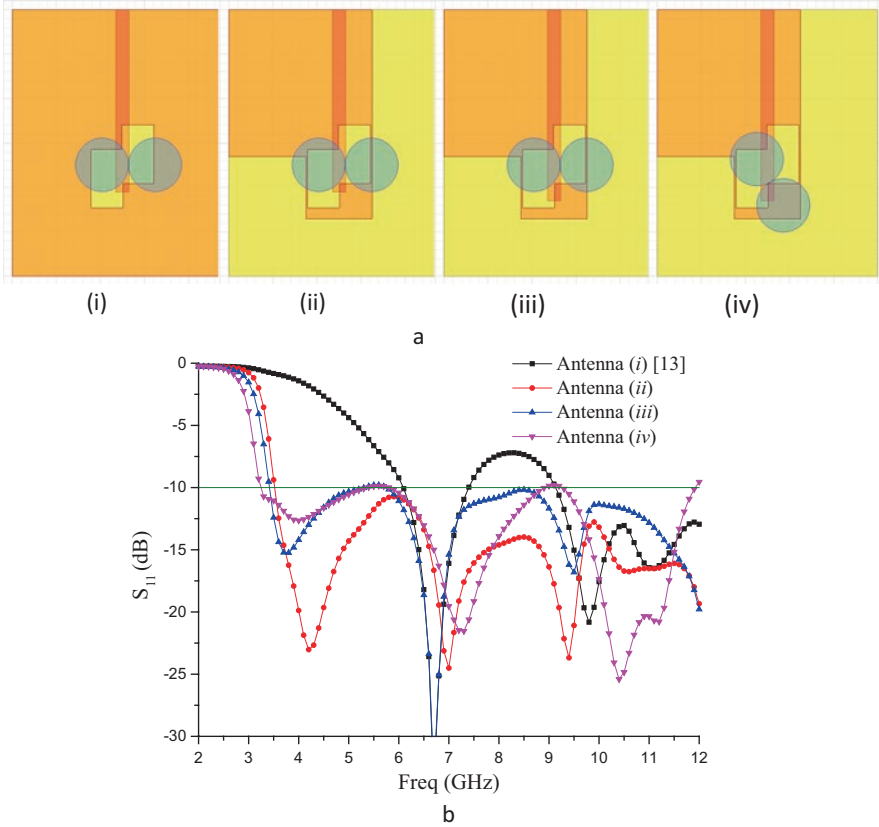 (i) (ii) (iii) (iv)
a
Antenna (i) [13]
Antenna (ii)
Antenna (iii)
Antenna (iv)
0
-5
-10
-15
-20
-25
-30
S11 (dB)
2 3 4 5 6 7 8 9 10 11 12
Freq (GHz)
b